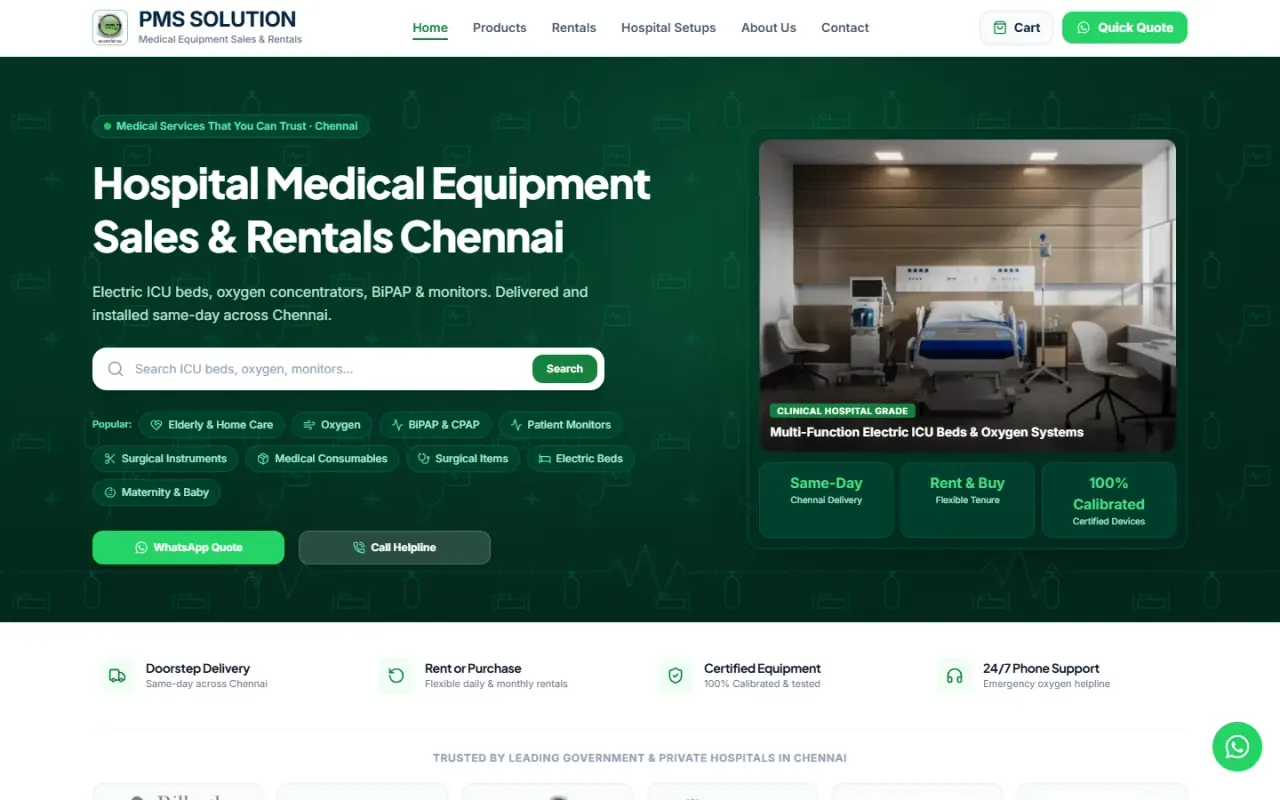 PMS SOLUTION
Medical Equipment Sales & Rentals
Home
Products
Rentals
Hospital Setups
About Us
Contact
Cart
Quick Quote
Medical Services That You Can Trust · Chennai
Hospital Medical Equipment
Sales & Rentals Chennai
Electric ICU beds, oxygen concentrators, BiPAP & monitors. Delivered and
installed same-day across Chennai.
Search ICU beds, oxygen, monitors...
Search
Popular:
Elderly & Home Care
Oxygen
BiPAP & CPAP
Patient Monitors
Surgical Instruments
Medical Consumables
Surgical Items
Electric Beds
Maternity & Baby
WhatsApp Quote
Call Helpline
CLINICAL HOSPITAL GRADE
Multi-Function Electric ICU Beds & Oxygen Systems
Same-Day
Chennai Delivery
Rent & Buy
Flexible Tenure
100%
Calibrated
Certified Devices
Doorstep Delivery
Same-day across Chennai
Rent or Purchase
Flexible daily & monthly rentals
Certified Equipment
100% Calibrated & tested
24/7 Phone Support
Emergency oxygen helpline
TRUSTED BY LEADING GOVERNMENT & PRIVATE HOSPITALS IN CHENNAI